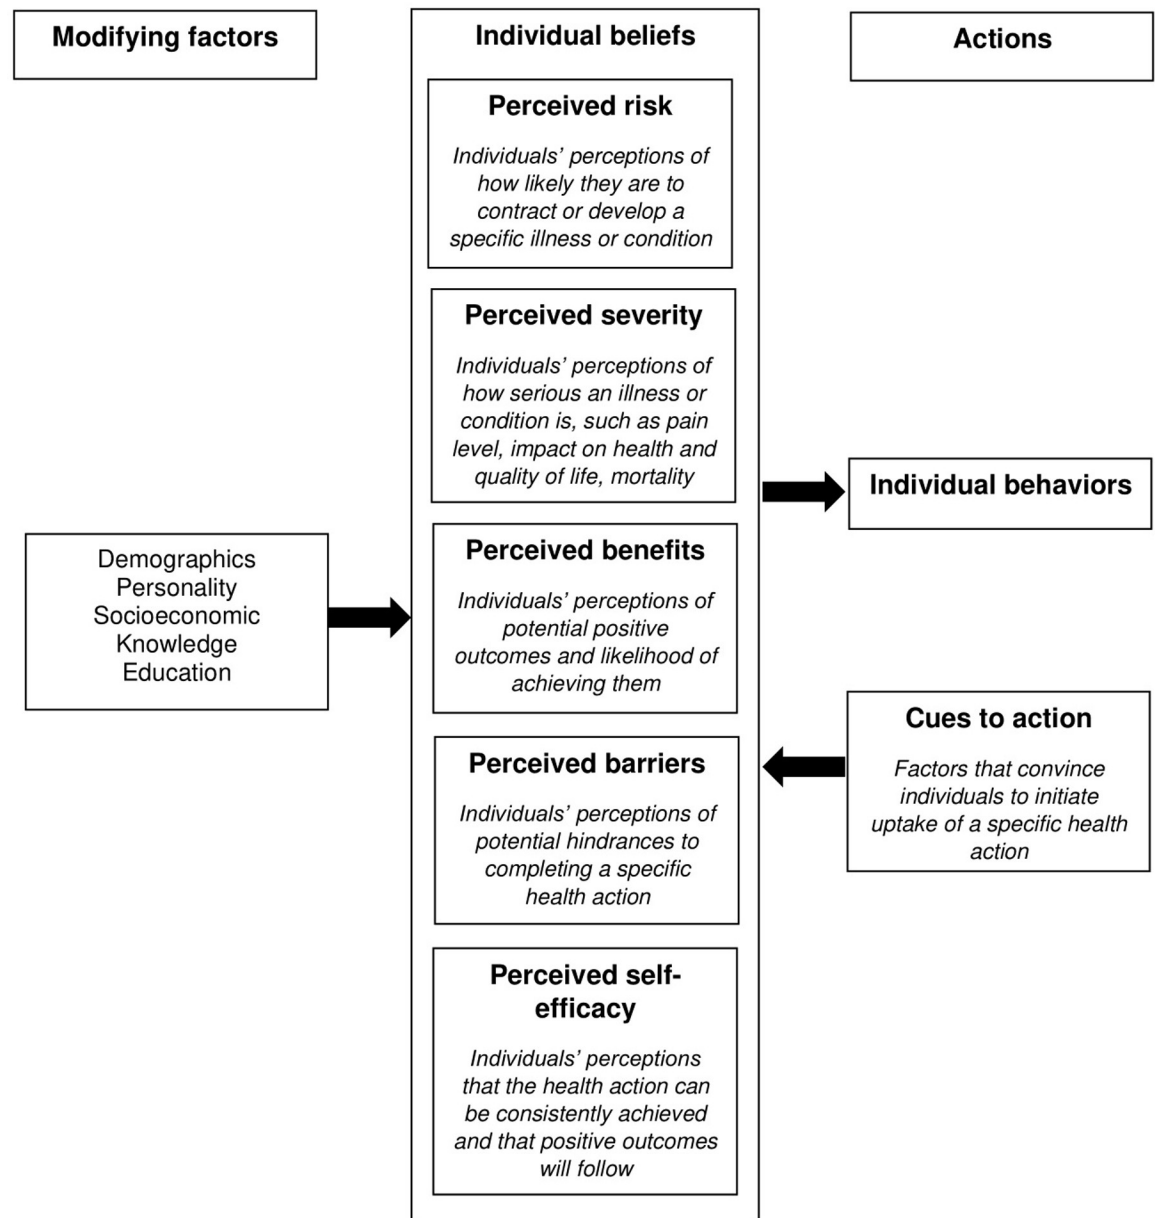 Modifying factors
Demographics
Personality
Socioeconomic
Knowledge
Education
Individual beliefs
Perceived risk
Individuals’ perceptions of
how likely they are to
contract or develop a
specific illness or condition
Perceived severity
Individuals’ perceptions of
how serious an illness or
condition is, such as pain
level, impact on health and
quality of life, mortality
Perceived benefits
Individuals’ perceptions of
potential positive
outcomes and likelihood of
achieving them
Perceived barriers
Individuals’ perceptions of
potential hindrances to
completing a specific
health action
Perceived self-
efficacy
Individuals’ perceptions
that the health action can
be consistently achieved
and that positive outcomes
will follow
Actions
Individual behaviors
Cues to action
Factors that convince
individuals to initiate
uptake of a specific health
action